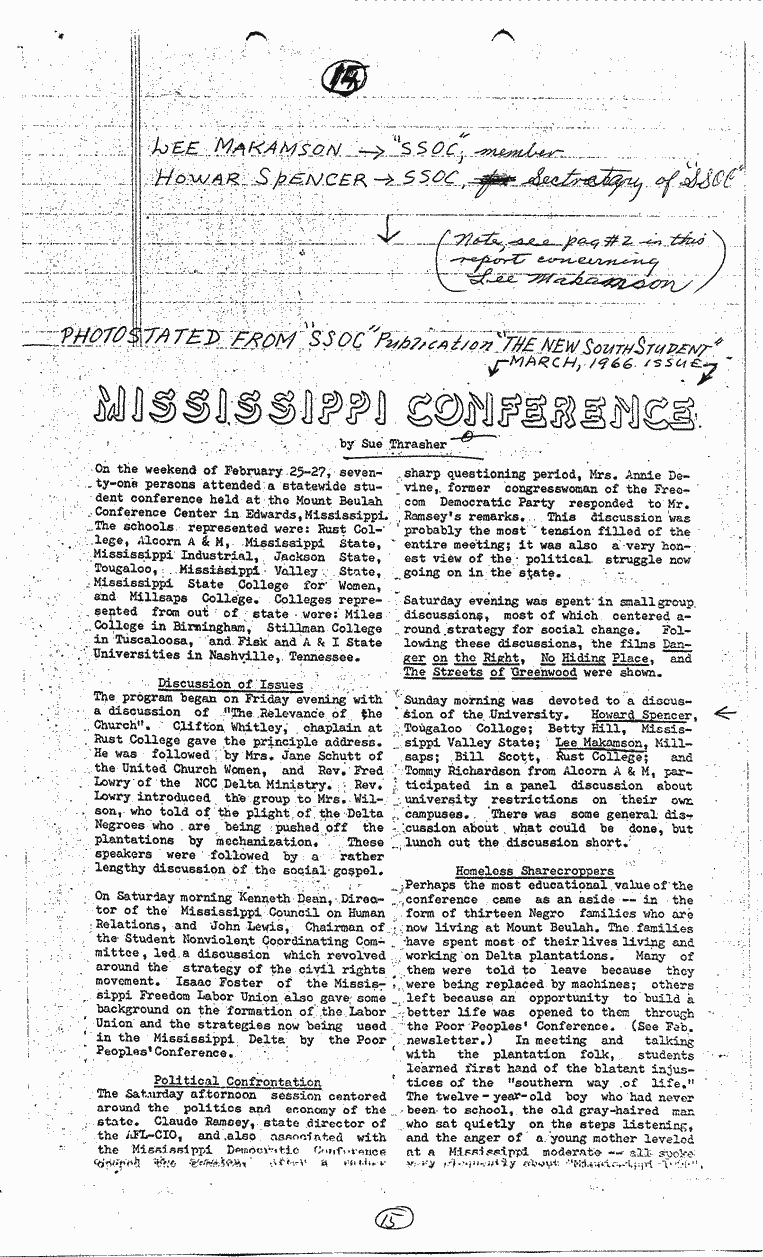 15
LEE MAKAMSON → "SSOC", member
HOWAR SPENCER → SSOC, Sectratary of "SSOC"
(Note, see pag #2 in this
report concerning
Lee Makamson)
PHOTOSTATED FROM "SSOC" Publication "THE NEW SOUTH STUDENT"
MARCH, 1966 ISSUE
MISSISSIPPI CONFERENCE
by Sue Thrasher
On the weekend of February 25-27, seven-
ty-one persons attended a statewide stu-
dent conference held at the Mount Beulah
Conference Center in Edwards, Mississippi.
The schools represented were: Rust Col-
lege, Alcorn A & M, Mississippi State,
Mississippi Industrial, Jackson State,
Tougaloo, Mississippi Valley State,
Mississippi State College for Women,
and Millsaps College. Colleges repre-
sented from out of state were: Miles
College in Birmingham, Stillman College
in Tuscaloosa, and Fisk and A & I State
Universities in Nashville, Tennessee.
Discussion of Issues
The program began on Friday evening with
a discussion of "The Relevance of the
Church". Clifton Whitley, chaplain at
Rust College gave the principle address.
He was followed by Mrs. Jane Schutt of
the United Church Women, and Rev. Fred
Lowry of the NCC Delta Ministry. Rev.
Lowry introduced the group to Mrs. Wil-
son, who told of the plight of the Delta
Negroes who are being pushed off the
plantations by mechanization. These
speakers were followed by a rather
lengthy discussion of the social gospel.
On Saturday morning Kenneth Dean, Direc-
tor of the Mississippi Council on Human
Relations, and John Lewis, Chairman of
the Student Nonviolent Coordinating Com-
mittee, led a discussion which revolved
around the strategy of the civil rights
movement. Isaac Foster of the Missis-
sippi Freedom Labor Union also gave some
background on the formation of the Labor
Union and the strategies now being used
in the Mississippi Delta by the Poor
Peoples' Conference.
Political Confrontation
The Saturday afternoon session centered
around the politics and economy of the
state. Claude Ramsey, state director of
the AFL-CIO, and also associated with
the Mississippi Democratic Conference
opened the session. After a rather
sharp questioning period, Mrs. Annie De-
vine, former congresswoman of the Free-
com Democratic Party responded to Mr.
Ramsey's remarks. This discussion was
probably the most tension filled of the
entire meeting; it was also a very hon-
est view of the political struggle now
going on in the state.
Saturday evening was spent in small group
discussions, most of which centered a-
round strategy for social change. Fol-
lowing these discussions, the films Dan-
ger on the Right, No Hiding Place, and
The Streets of Greenwood were shown.
Sunday morning was devoted to a discus-
sion of the University. Howard Spencer,
Tougaloo College; Betty Hill, Missis-
sippi Valley State; Lee Makamson, Mill-
saps; Bill Scott, Rust College; and
Tommy Richardson from Alcorn A & M, par-
ticipated in a panel discussion about
university restrictions on their own
campuses. There was some general dis-
cussion about what could be done, but
lunch cut the discussion short.
Homeless Sharecroppers
Perhaps the most educational value of the
conference came as an aside -- in the
form of thirteen Negro families who are
now living at Mount Beulah. The families
have spent most of their lives living and
working on Delta plantations. Many of
them were told to leave because they
were being replaced by machines; others
left because an opportunity to build a
better life was opened to them through
the Poor Peoples' Conference. (See Feb.
newsletter.) In meeting and talking
with the plantation folk, students
learned first hand of the blatant injus-
tices of the "southern way of life."
The twelve-year-old boy who had never
been to school, the old gray-haired man
who sat quietly on the steps listening,
and the anger of a young mother leveled
at a Mississippi moderate -- all spoke
very eloquently about "Mississippi
15